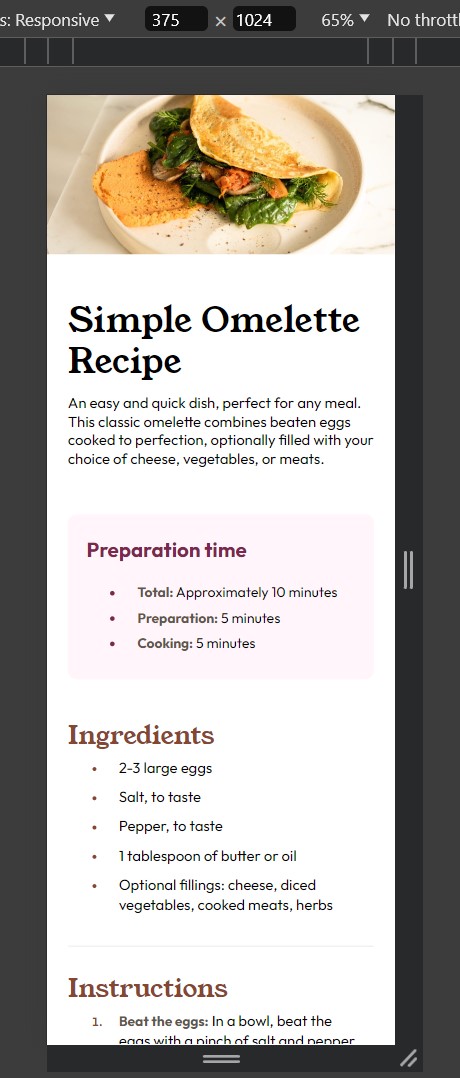 s: Responsive ▼ 375 × 1024 65% ▼ No thrott
Simple Omelette
Recipe
An easy and quick dish, perfect for any meal.
This classic omelette combines beaten eggs
cooked to perfection, optionally filled with your
choice of cheese, vegetables, or meats.
Preparation time
• Total: Approximately 10 minutes
• Preparation: 5 minutes
• Cooking: 5 minutes
Ingredients
• 2-3 large eggs
• Salt, to taste
• Pepper, to taste
• 1 tablespoon of butter or oil
• Optional fillings: cheese, diced
vegetables, cooked meats, herbs
Instructions
1. Beat the eggs: In a bowl, beat the
eggs with a pinch of salt and pepper